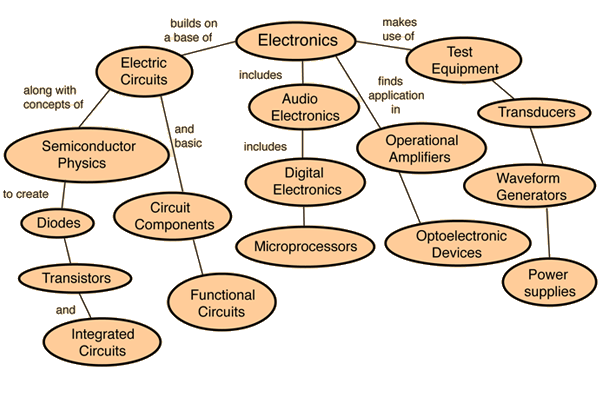 builds on
a base of
Electronics
makes
use of
Electric
Circuits
Test
Equipment
includes
finds
application
in
along with
concepts of
Audio
Electronics
Transducers
and
basic
includes
Semiconductor
Physics
Operational
Amplifiers
to create
Digital
Electronics
Waveform
Generators
Diodes
Circuit
Components
Microprocessors
Optoelectronic
Devices
Transistors
Functional
Circuits
Power
supplies
and
Integrated
Circuits